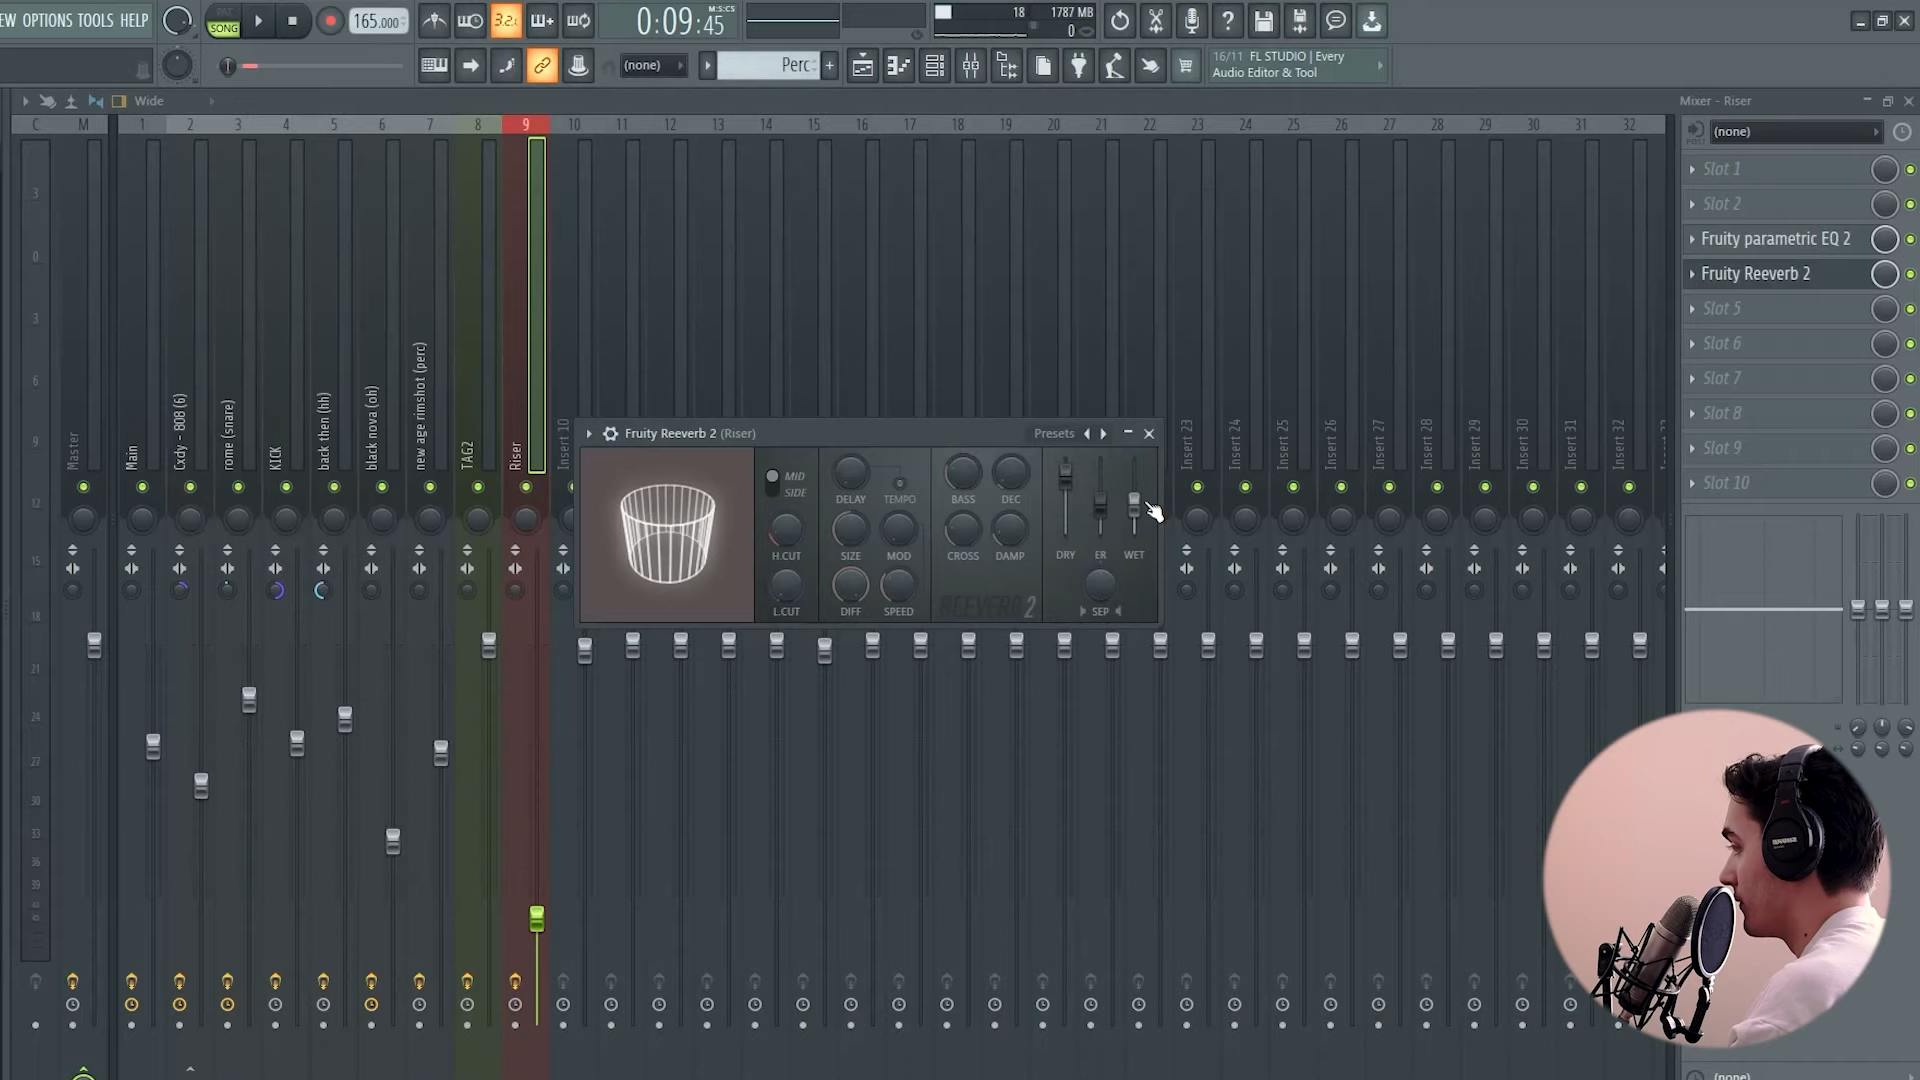 EW OPTIONS TOOLS HELP
PAT
SONG
165.000
3.2.
0:09:45
M:S:CS
18
1787 MB
0
(none)
Perc
16/11 FL STUDIO | Every
Audio Editor & Tool
Wide
Mixer - Riser
C M 1 2 3 4 5 6 7 8 9 10 11 12 13 14 15 16 17 18 19 20 21 22 23 24 25 26 27 28 29 30 31 32
3
0
3
6
9
12
15
18
21
24
27
30
33
36
39
Master
Main
Cxdy - 808 (6)
rome (snare)
KICK
back then (hh)
black nova (oh)
new age rimshot (perc)
TAG2
Riser
Insert 10
Insert 23
Insert 24
Insert 25
Insert 26
Insert 27
Insert 28
Insert 29
Insert 30
Insert 31
Insert 32
Fruity Reeverb 2 (Riser)
Presets
MID
SIDE
H.CUT
L.CUT
DELAY
TEMPO
SIZE
MOD
DIFF
SPEED
BASS
DEC
CROSS
DAMP
REEVERB 2
DRY
ER
WET
SEP
POST
(none)
Slot 1
Slot 2
Fruity parametric EQ 2
Fruity Reeverb 2
Slot 5
Slot 6
Slot 7
Slot 8
Slot 9
Slot 10
(none)